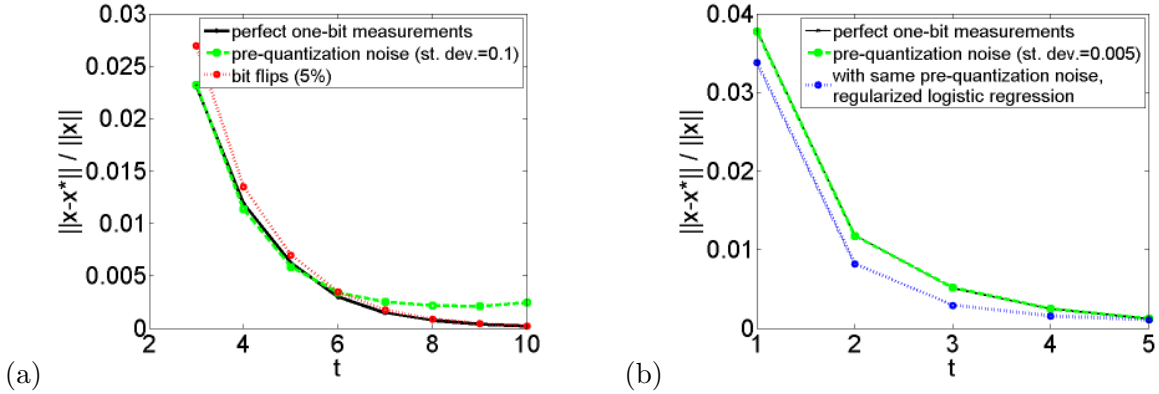 0.03
0.025
0.02
0.015
0.01
0.005
0
||x-x*|| / ||x||
perfect one-bit measurements
pre-quantization noise (st. dev.=0.1)
bit flips (5%)
2 4 6 8 10
t
(a)
0.04
0.03
0.02
0.01
0
||x-x*|| / ||x||
perfect one-bit measurements
pre-quantization noise (st. dev.=0.005)
with same pre-quantization noise,
regularized logistic regression
1 2 3 4 5
t
(b)